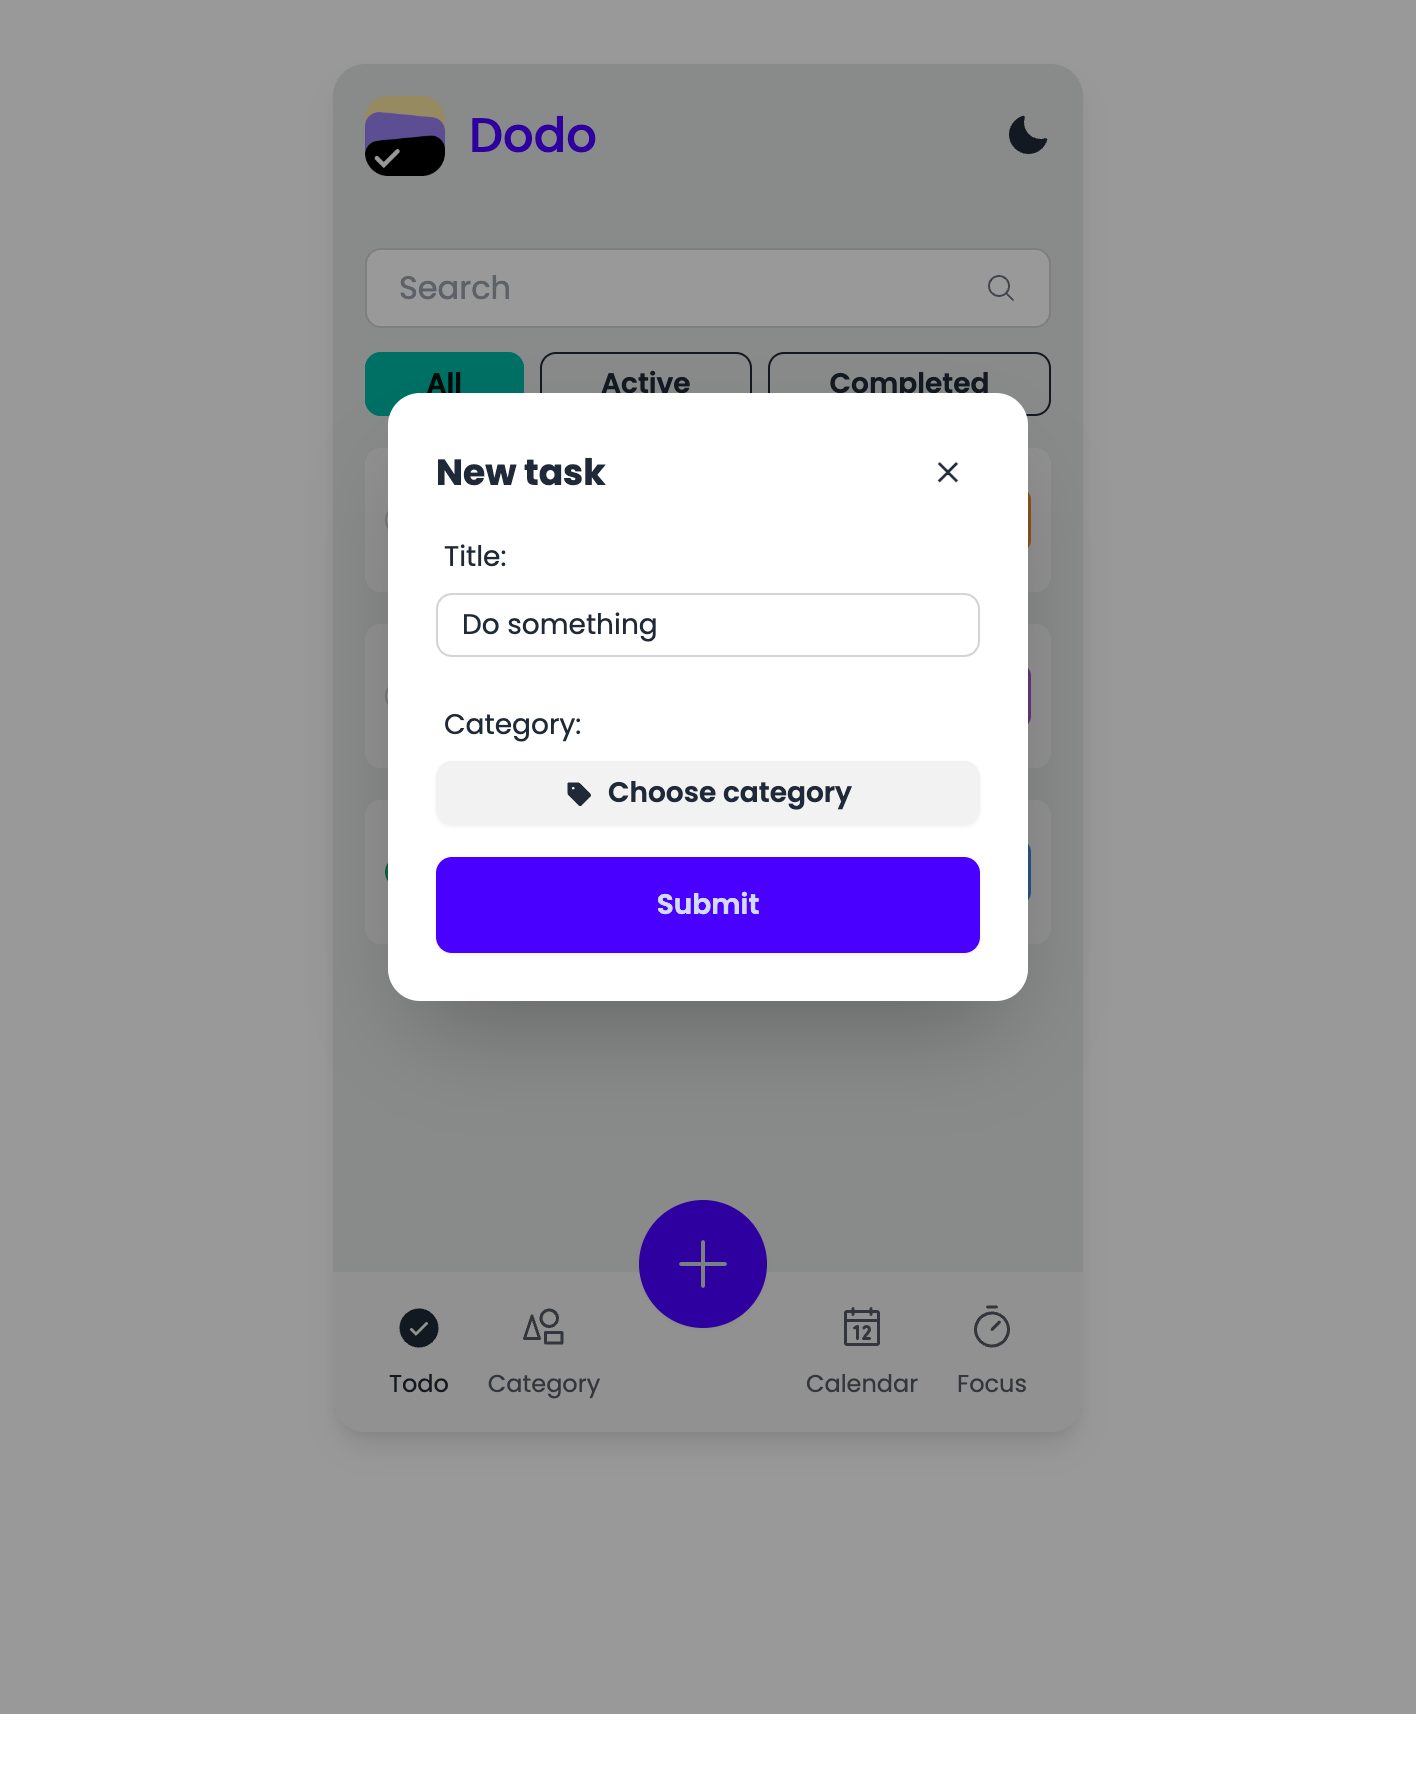 Dodo
Search
All Active Completed
New task
Title:
Do something
Category:
Choose category
Submit
12
Todo Category Calendar Focus